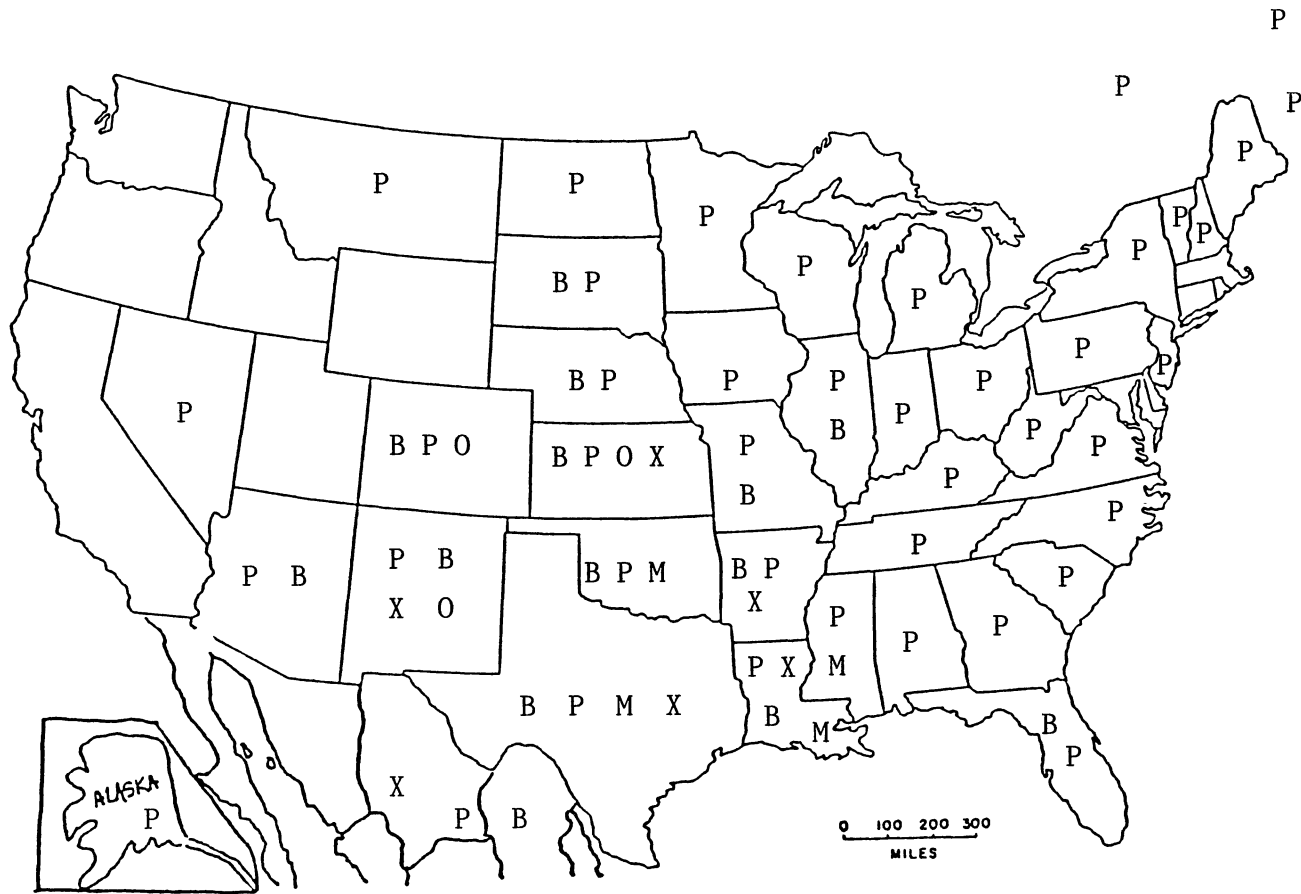 P
P
P
P
P P
P P P
P
B P P P
P
B P P P P P
P
P P
B P O B P O X P B P P
B P
P
P B P B B P M B P P P
X O X
P P P
P X M
B P M X B B
M P
ALASKA
P X P B
0 100 200 300
MILES